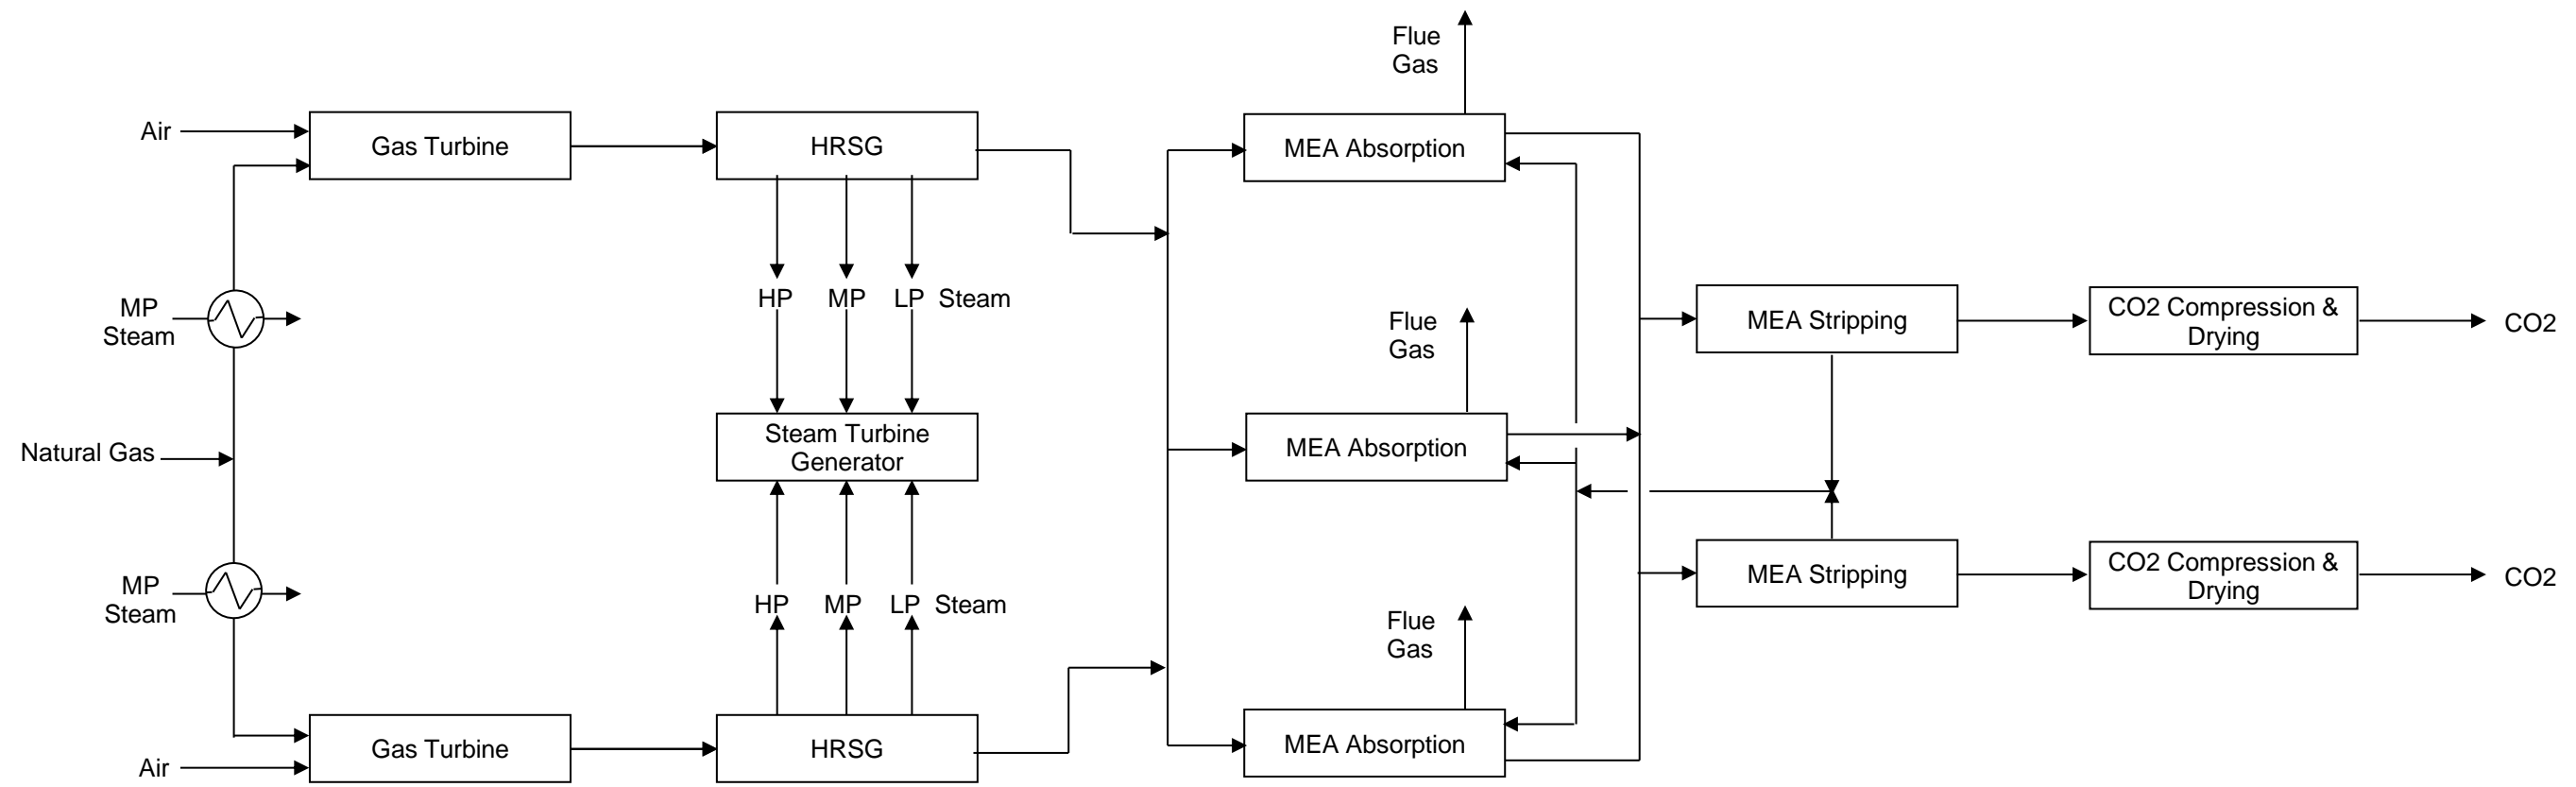 Flue
Gas
Air
Gas Turbine
HRSG
MEA Absorption
MP
Steam
HP MP LP Steam
Flue
Gas
MEA Stripping
CO2 Compression &
Drying
CO2
Natural Gas
Steam Turbine
Generator
MEA Absorption
MP
Steam
HP MP LP Steam
Flue
Gas
MEA Stripping
CO2 Compression &
Drying
CO2
Gas Turbine
HRSG
MEA Absorption
Air